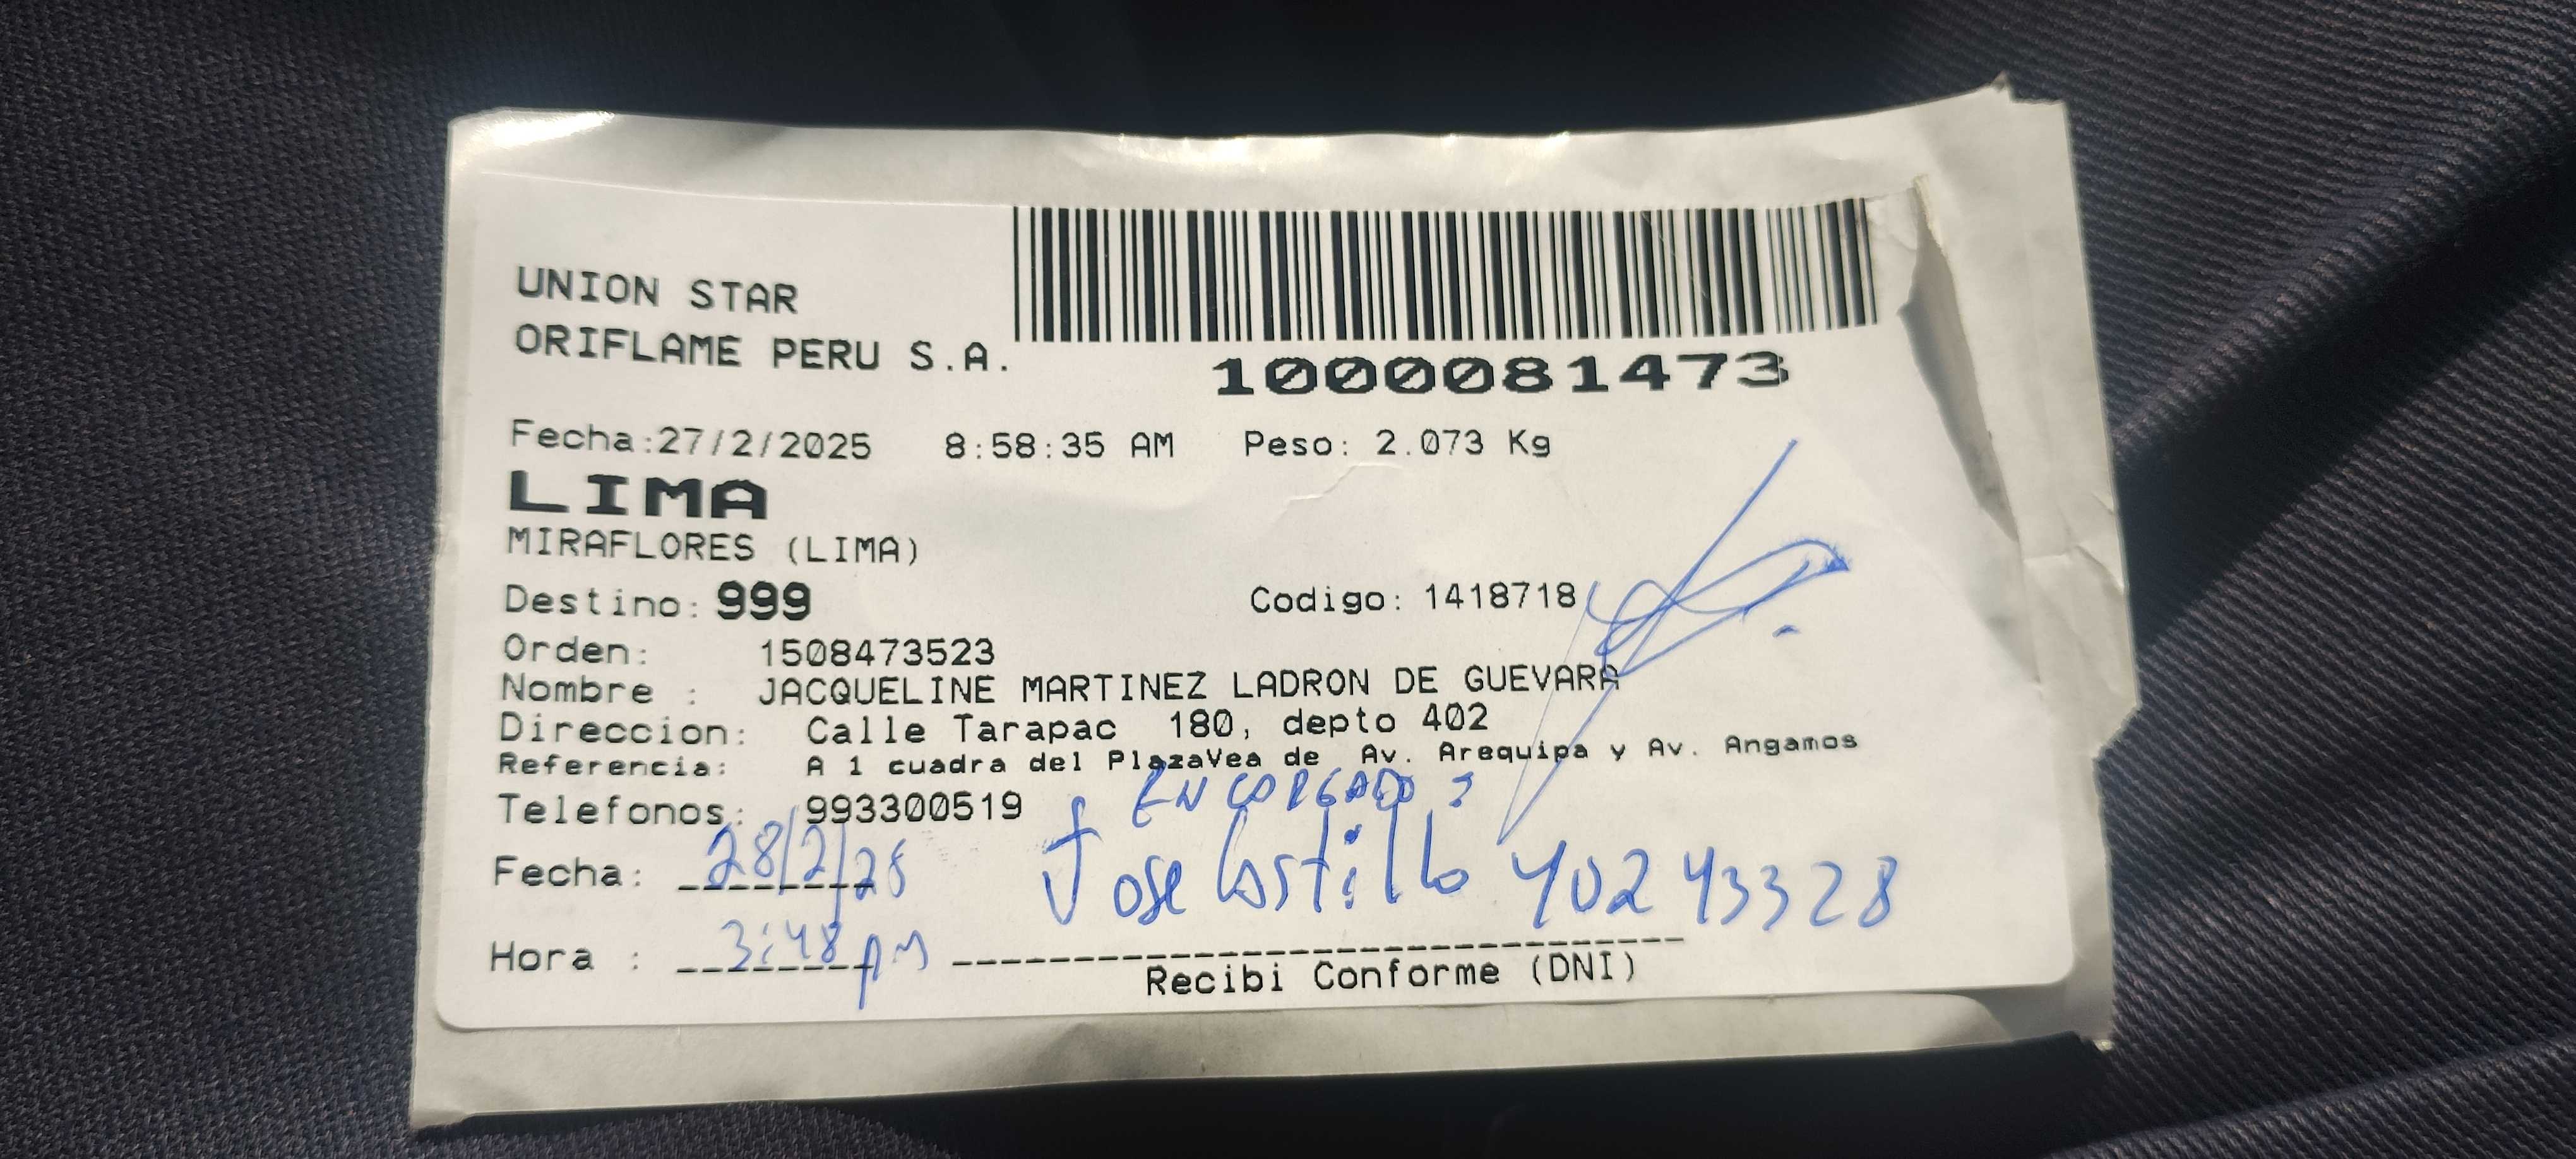 UNION STAR
ORIFLAME PERU S.A.
1000081473
Fecha:27/2/2025 8:58:35 AM Peso: 2.073 Kg
LIMA
MIRAFLORES (LIMA)
Destino: 999 Codigo: 1418718
Orden: 1508473523
Nombre : JACQUELINE MARTINEZ LADRON DE GUEVARA
Direccion: Calle Tarapac 180, depto 402
Referencia: A 1 cuadra del PlazaVea de Av. Arequipa y Av. Angamos
Telefonos: 993300519
ENCORGADO
Fecha: 28/2/25 Jose Castillo 40243328
Hora : 3:48 PM
Recibi Conforme (DNI)